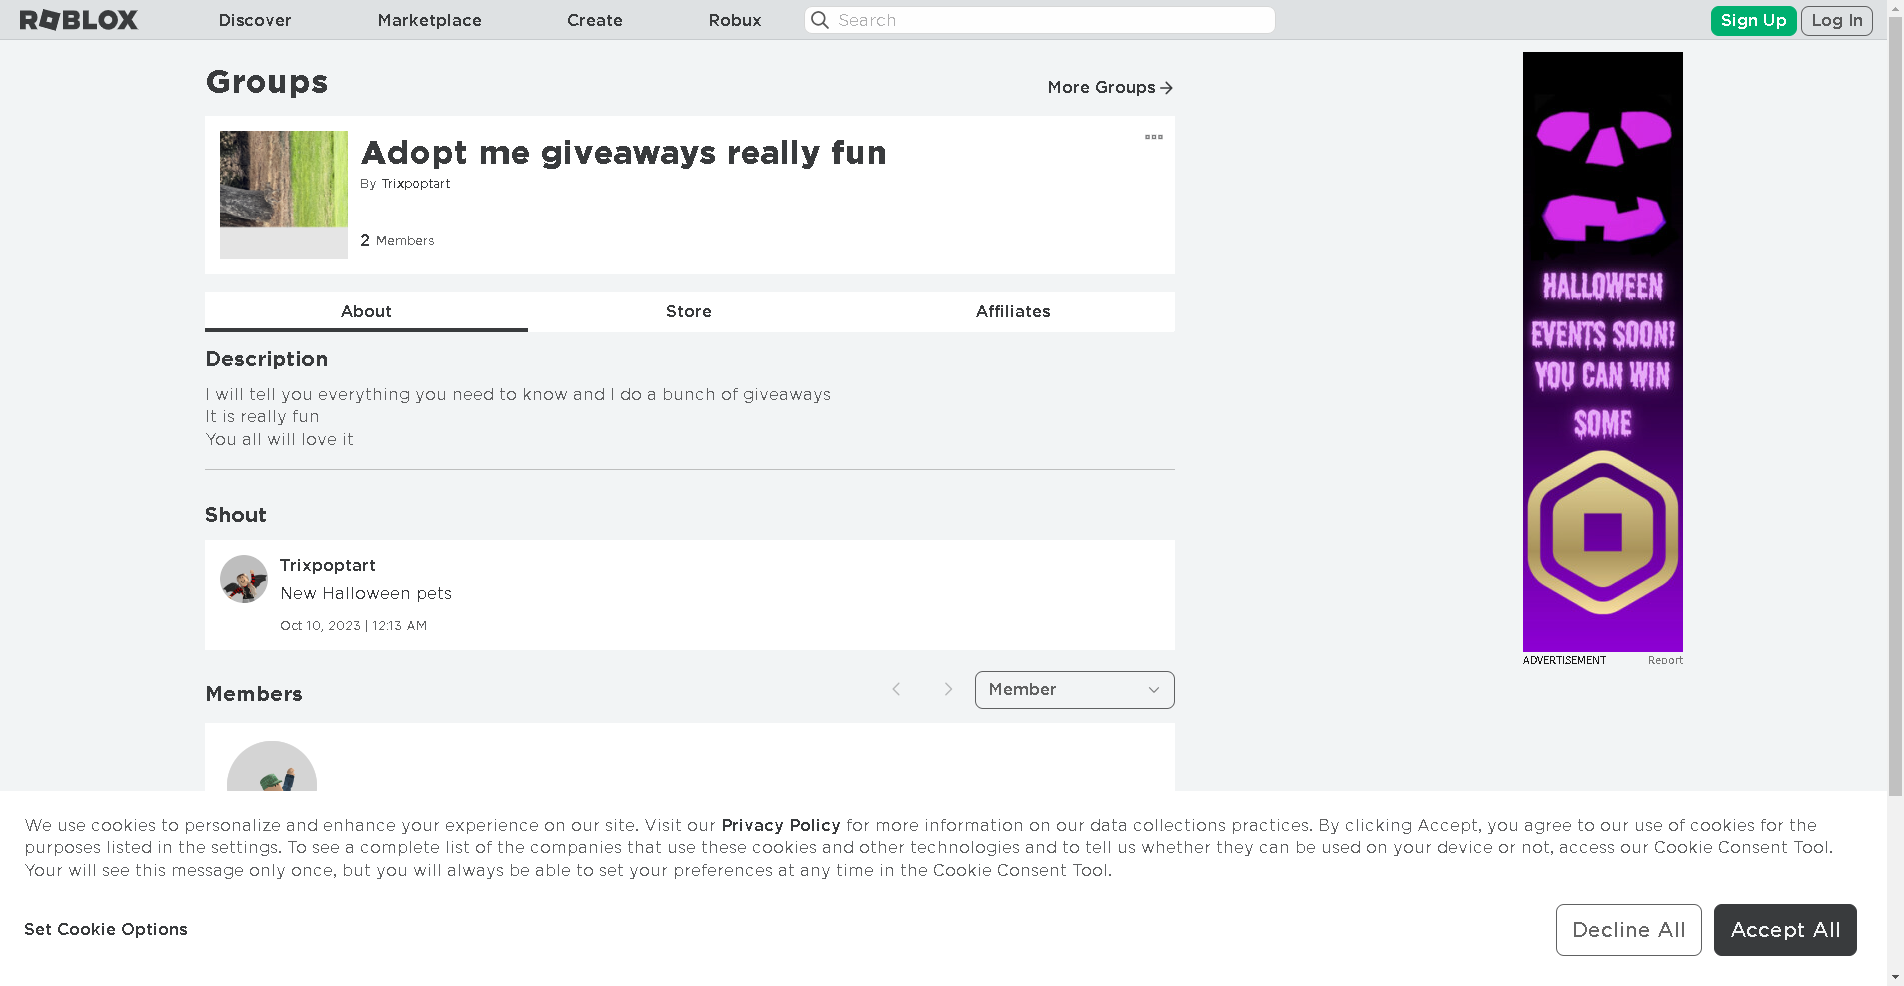 ROBLOX
Discover
Marketplace
Create
Robux
Search
Sign Up
Log In
Groups
More Groups
Adopt me giveaways really fun
By Trixpoptart
2 Members
About
Store
Affiliates
Description
I will tell you everything you need to know and I do a bunch of giveaways
It is really fun
You all will love it
Shout
Trixpoptart
New Halloween pets
Oct 10, 2023 | 12:13 AM
Members
Member
HALLOWEEN
EVENTS SOON!
YOU CAN WIN
SOME
ADVERTISEMENT
Report
We use cookies to personalize and enhance your experience on our site. Visit our Privacy Policy for more information on our data collections practices. By clicking Accept, you agree to our use of cookies for the
purposes listed in the settings. To see a complete list of the companies that use these cookies and other technologies and to tell us whether they can be used on your device or not, access our Cookie Consent Tool.
Your will see this message only once, but you will always be able to set your preferences at any time in the Cookie Consent Tool.
Set Cookie Options
Decline All
Accept All